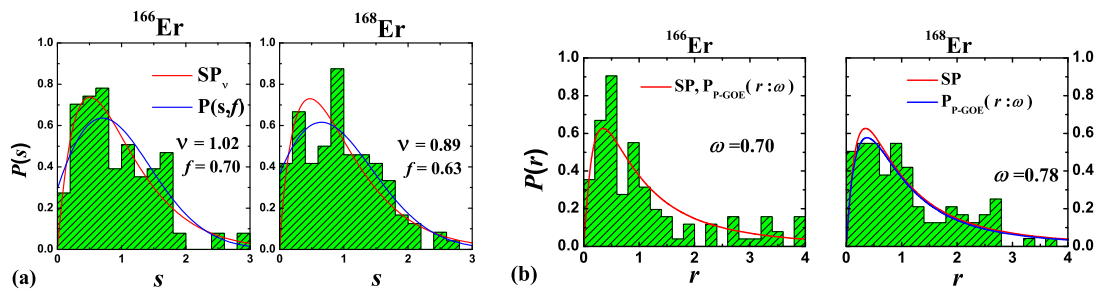 ¹⁶⁶Er
¹⁶⁸Er
P(s)
1.0
0.8
0.6
0.4
0.2
0.0
SPν
P(s,f)
ν = 1.02
f = 0.70
ν = 0.89
f = 0.63
0 1 2 3
0 1 2 3
(a)
s
s
¹⁶⁶Er
¹⁶⁸Er
P(r)
1.0
0.8
0.6
0.4
0.2
0.0
SP, P_P-GOE(r:ω)
ω=0.70
SP
P_P-GOE(r:ω)
ω=0.78
1.0
0.8
0.6
0.4
0.2
0.0
0 1 2 3 4
0 1 2 3 4
(b)
r
r